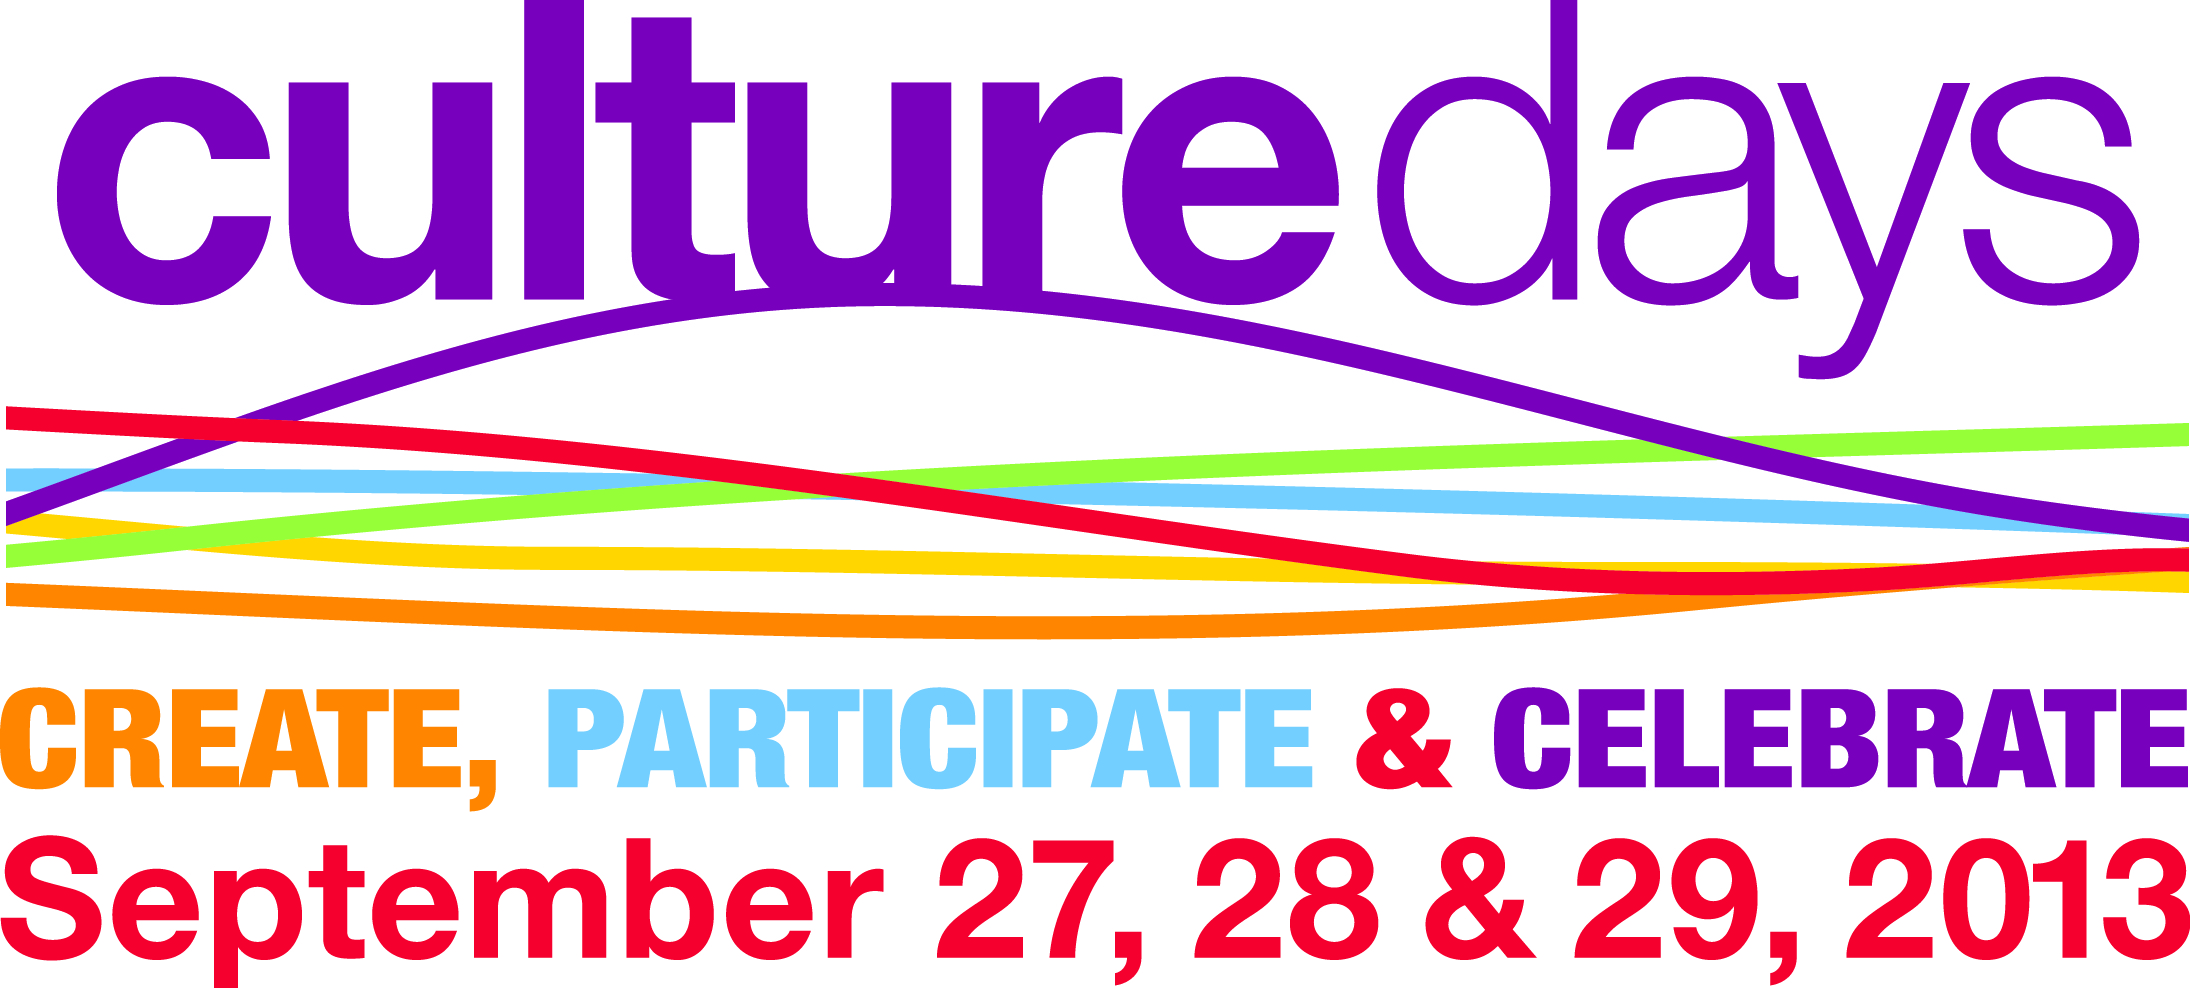 culturedays
CREATE, PARTICIPATE & CELEBRATE
September 27, 28 & 29, 2013